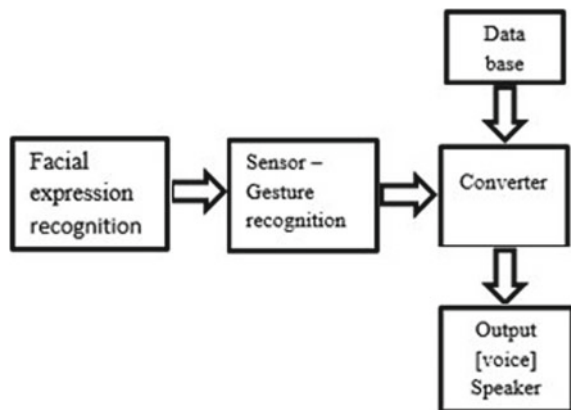 Data
base
Facial
expression
recognition
Sensor –
Gesture
recognition
Converter
Output
[voice]
Speaker